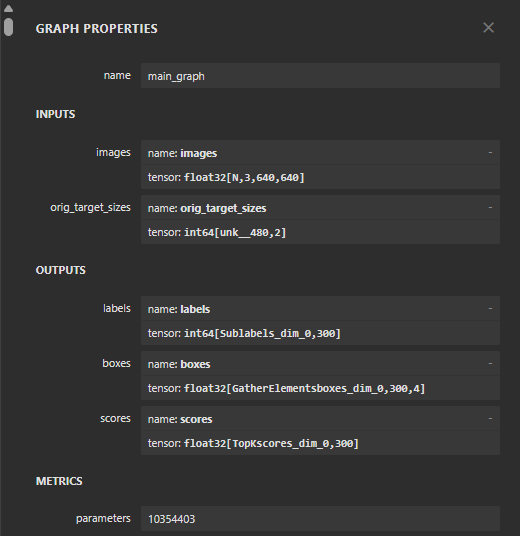 GRAPH PROPERTIES
name main_graph
INPUTS
images name: images -
tensor: float32[N,3,640,640]
orig_target_sizes name: orig_target_sizes -
tensor: int64[unk__480,2]
OUTPUTS
labels name: labels -
tensor: int64[Sublabels_dim_0,300]
boxes name: boxes -
tensor: float32[GatherElementsboxes_dim_0,300,4]
scores name: scores -
tensor: float32[TopKscores_dim_0,300]
METRICS
parameters 10354403